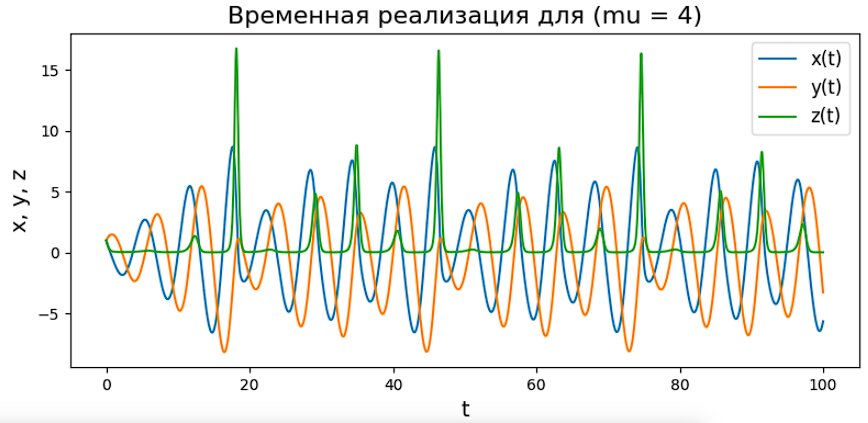 Временная реализация для (mu = 4)
x, y, z
15
10
5
0
−5
0
20
40
60
80
100
t
x(t)
y(t)
z(t)